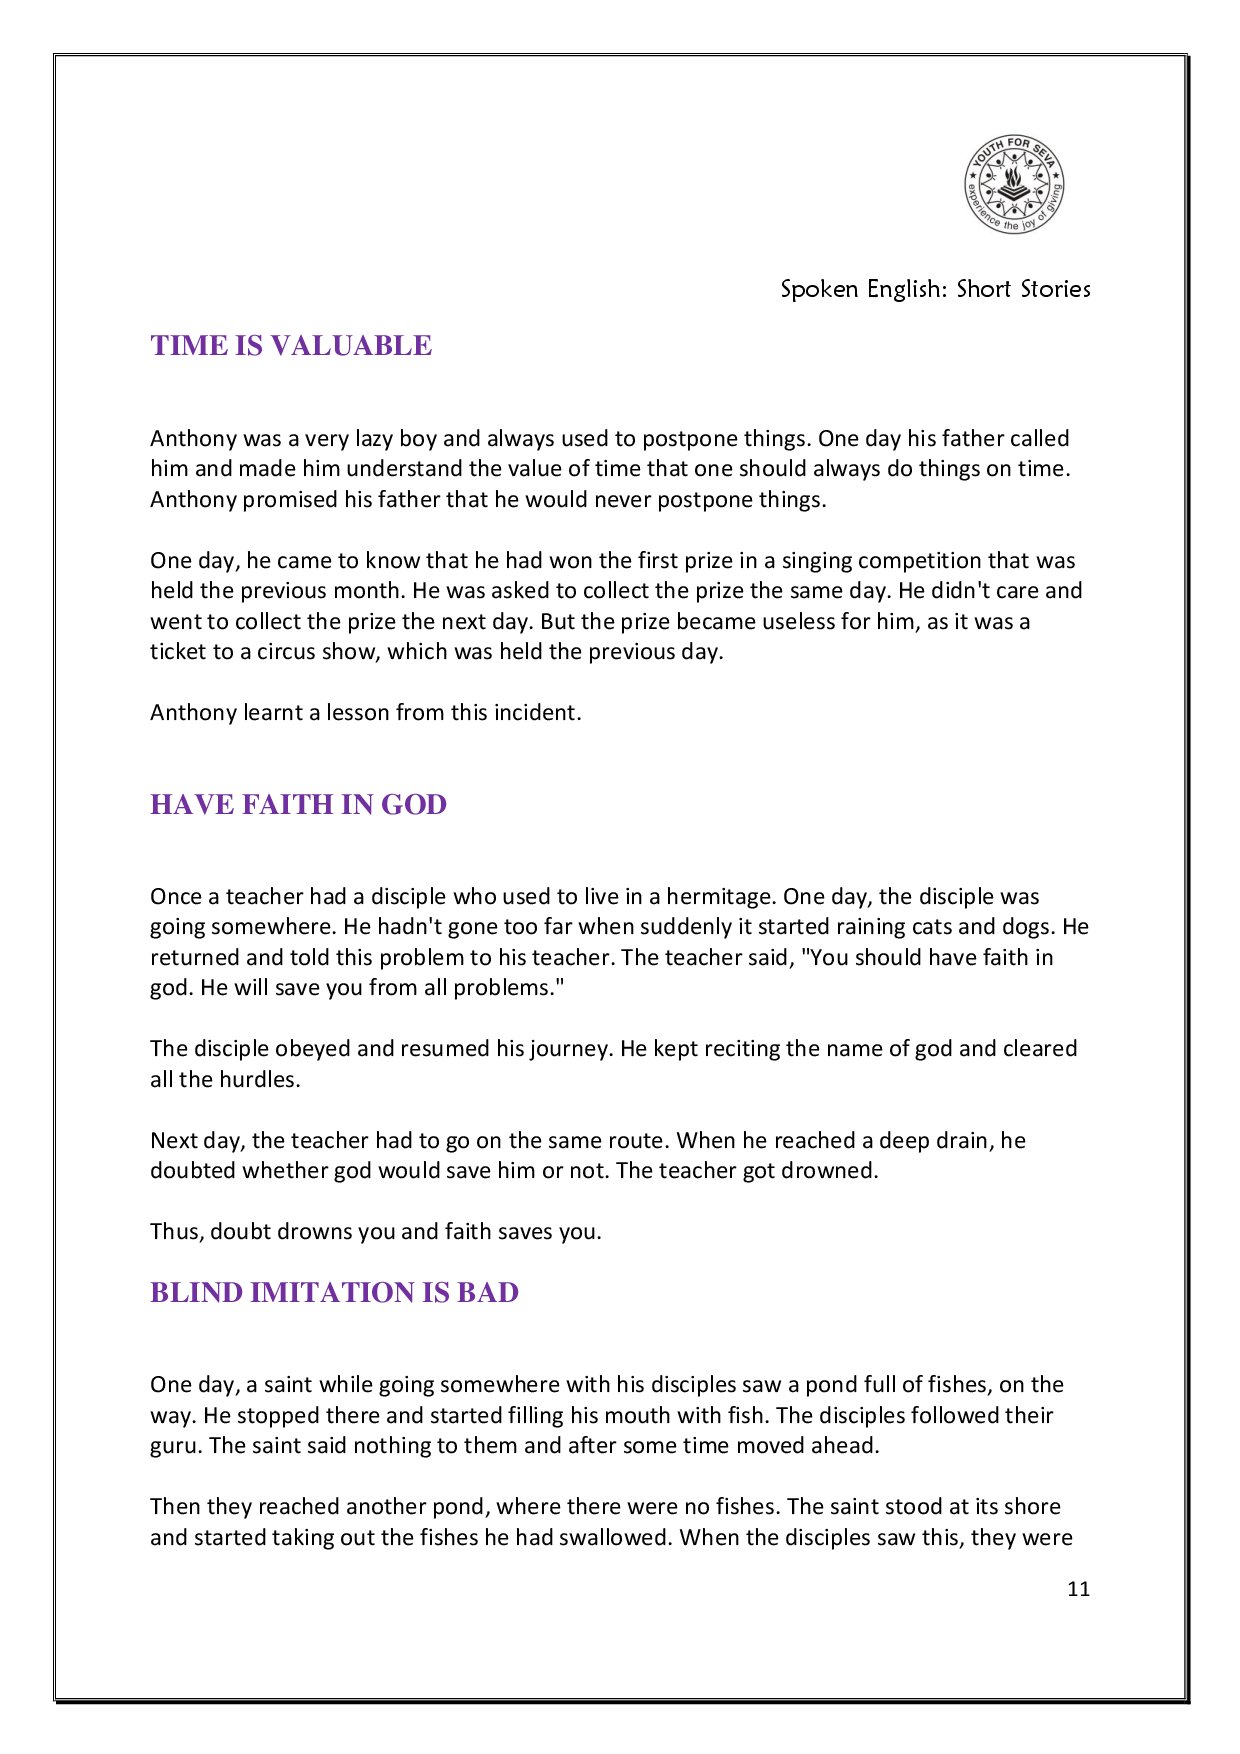 YOUTH FOR SEVA
experience the joy of giving
Spoken English: Short Stories
TIME IS VALUABLE
Anthony was a very lazy boy and always used to postpone things. One day his father called
him and made him understand the value of time that one should always do things on time.
Anthony promised his father that he would never postpone things.
One day, he came to know that he had won the first prize in a singing competition that was
held the previous month. He was asked to collect the prize the same day. He didn't care and
went to collect the prize the next day. But the prize became useless for him, as it was a
ticket to a circus show, which was held the previous day.
Anthony learnt a lesson from this incident.
HAVE FAITH IN GOD
Once a teacher had a disciple who used to live in a hermitage. One day, the disciple was
going somewhere. He hadn't gone too far when suddenly it started raining cats and dogs. He
returned and told this problem to his teacher. The teacher said, "You should have faith in
god. He will save you from all problems."
The disciple obeyed and resumed his journey. He kept reciting the name of god and cleared
all the hurdles.
Next day, the teacher had to go on the same route. When he reached a deep drain, he
doubted whether god would save him or not. The teacher got drowned.
Thus, doubt drowns you and faith saves you.
BLIND IMITATION IS BAD
One day, a saint while going somewhere with his disciples saw a pond full of fishes, on the
way. He stopped there and started filling his mouth with fish. The disciples followed their
guru. The saint said nothing to them and after some time moved ahead.
Then they reached another pond, where there were no fishes. The saint stood at its shore
and started taking out the fishes he had swallowed. When the disciples saw this, they were
11